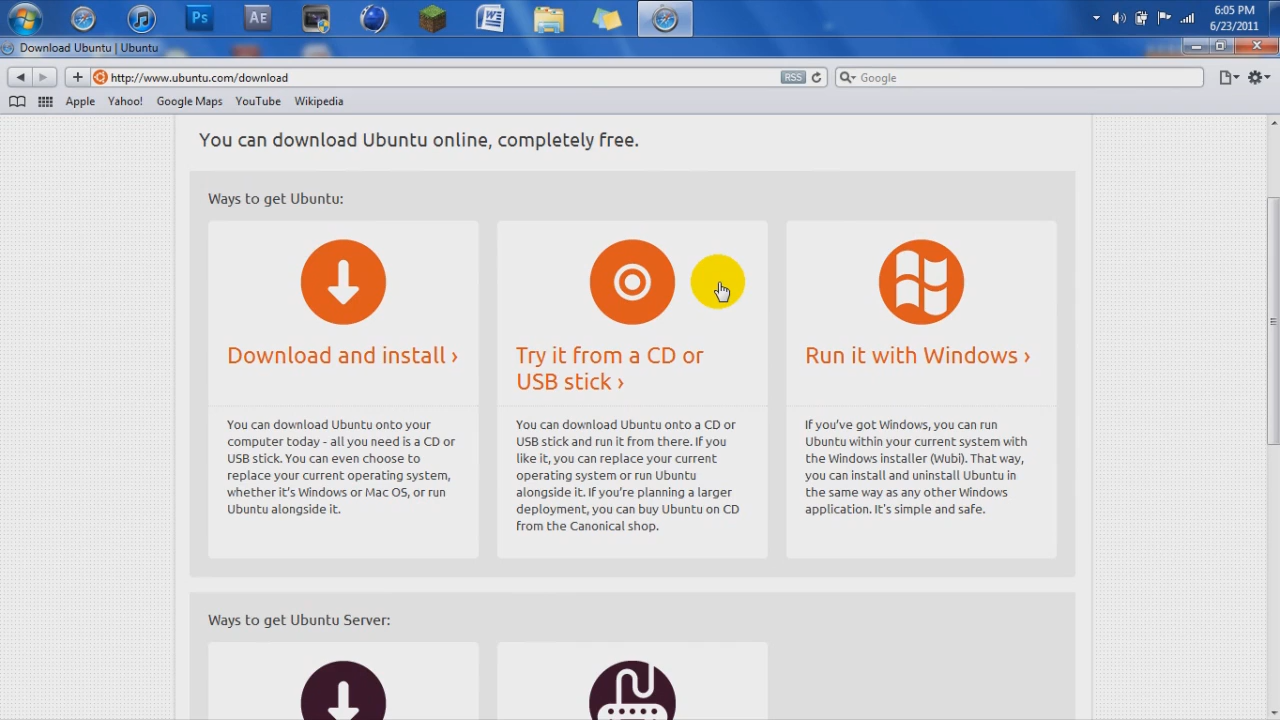 Ps
AE
W
6:05 PM
6/23/2011
Download Ubuntu | Ubuntu
http://www.ubuntu.com/download
RSS
Google
Apple
Yahoo!
Google Maps
YouTube
Wikipedia
You can download Ubuntu online, completely free.
Ways to get Ubuntu:
Download and install ›
You can download Ubuntu onto your
computer today - all you need is a CD or
USB stick. You can even choose to
replace your current operating system,
whether it's Windows or Mac OS, or run
Ubuntu alongside it.
Try it from a CD or
USB stick ›
You can download Ubuntu onto a CD or
USB stick and run it from there. If you
like it, you can replace your current
operating system or run Ubuntu
alongside it. If you're planning a larger
deployment, you can buy Ubuntu on CD
from the Canonical shop.
Run it with Windows ›
If you've got Windows, you can run
Ubuntu within your current system with
the Windows installer (Wubi). That way,
you can install and uninstall Ubuntu in
the same way as any other Windows
application. It's simple and safe.
Ways to get Ubuntu Server: